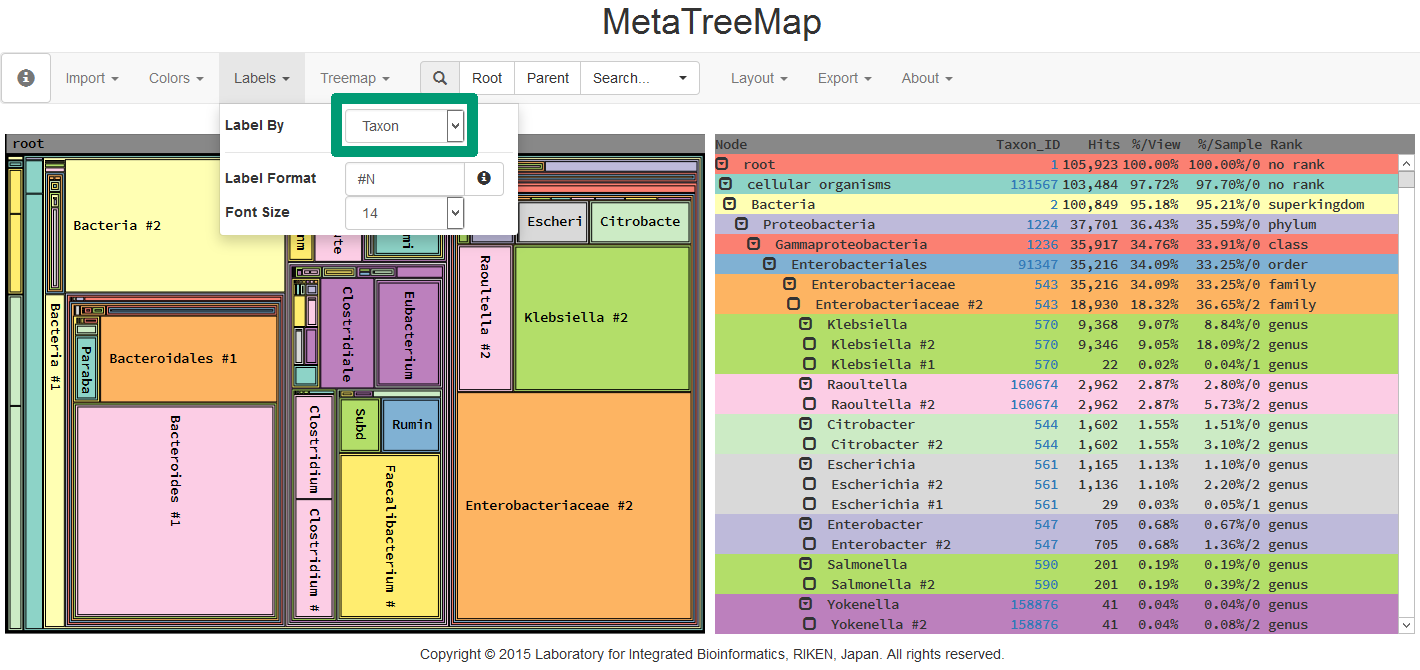 MetaTreeMap
Import Colors Labels Treemap Root Parent Search... Layout Export About
Label By Taxon
Label Format #N
Font Size 14
root
Bacteria #2
Bacteria #1
Paraba
Bacteroidales #1
Bacteroides #1
Clostridiale
Eubacterium
Clostridium
Clostridium #
Subd
Rumin
Faecalibacterium #
Escheri
Citrobacte
Raoultella #2
Klebsiella #2
Enterobacteriaceae #2
Node Taxon_ID Hits %/View %/Sample Rank
root 1 105,923 100.00% 100.00%/0 no rank
cellular organisms 131567 103,484 97.72% 97.70%/0 no rank
Bacteria 2 100,849 95.18% 95.21%/0 superkingdom
Proteobacteria 1224 37,701 36.43% 35.59%/0 phylum
Gammaproteobacteria 1236 35,917 34.76% 33.91%/0 class
Enterobacteriales 91347 35,216 34.09% 33.25%/0 order
Enterobacteriaceae 543 35,216 34.09% 33.25%/0 family
Enterobacteriaceae #2 543 18,930 18.32% 36.65%/2 family
Klebsiella 570 9,368 9.07% 8.84%/0 genus
Klebsiella #2 570 9,346 9.05% 18.09%/2 genus
Klebsiella #1 570 22 0.02% 0.04%/1 genus
Raoultella 160674 2,962 2.87% 2.80%/0 genus
Raoultella #2 160674 2,962 2.87% 5.73%/2 genus
Citrobacter 544 1,602 1.55% 1.51%/0 genus
Citrobacter #2 544 1,602 1.55% 3.10%/2 genus
Escherichia 561 1,165 1.13% 1.10%/0 genus
Escherichia #2 561 1,136 1.10% 2.20%/2 genus
Escherichia #1 561 29 0.03% 0.05%/1 genus
Enterobacter 547 705 0.68% 0.67%/0 genus
Enterobacter #2 547 705 0.68% 1.36%/2 genus
Salmonella 590 201 0.19% 0.19%/0 genus
Salmonella #2 590 201 0.19% 0.39%/2 genus
Yokenella 158876 41 0.04% 0.04%/0 genus
Yokenella #2 158876 41 0.04% 0.08%/2 genus
Copyright © 2015 Laboratory for Integrated Bioinformatics, RIKEN, Japan. All rights reserved.